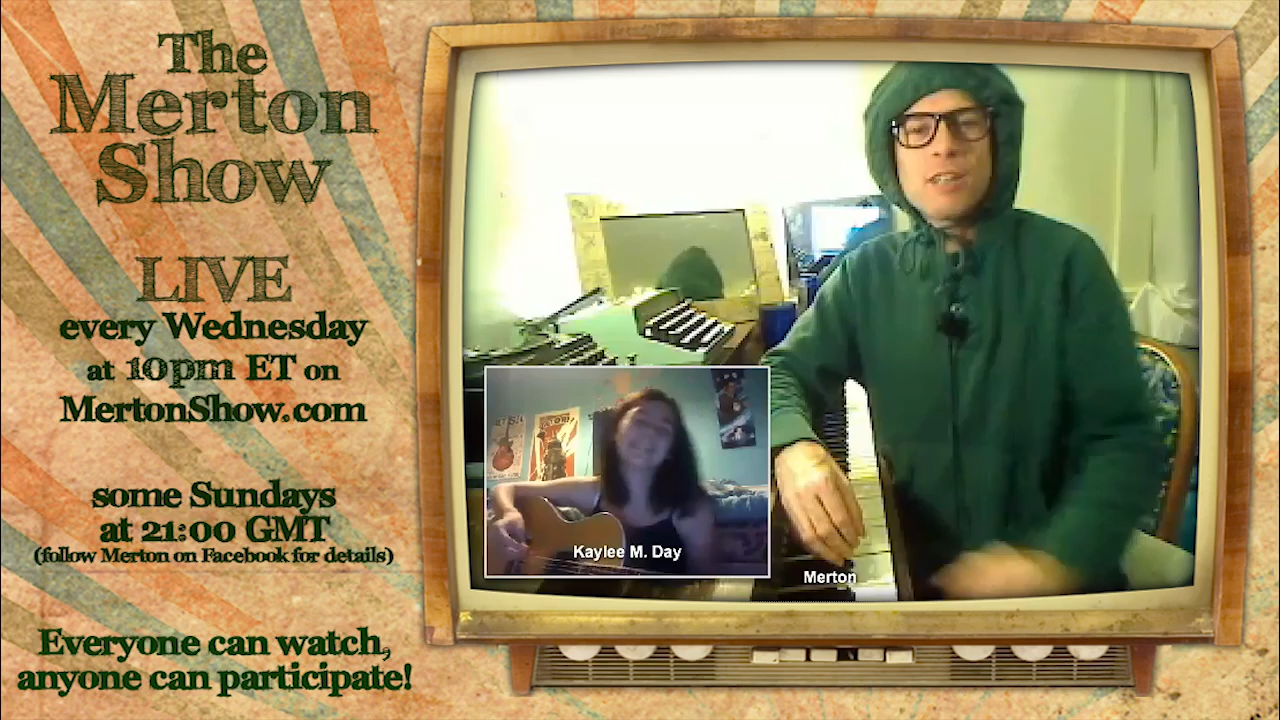 The
Merton
Show
LIVE
every Wednesday
at 10pm ET on
MertonShow.com
some Sundays
at 21:00 GMT
(follow Merton on Facebook for details)
Everyone can watch,
anyone can participate!
Kaylee M. Day
Merton